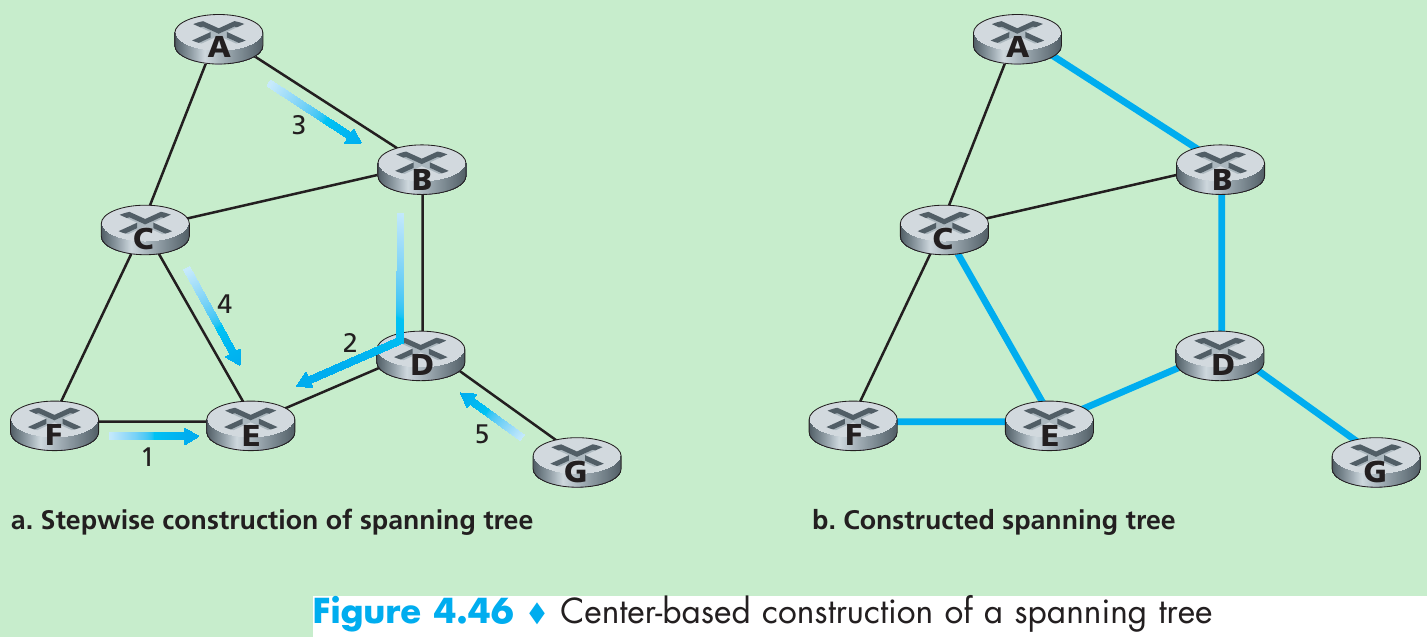 A
3
B
C
4
2
D
F
E
1
5
G
a. Stepwise construction of spanning tree
A
B
C
D
F
E
G
b. Constructed spanning tree
Figure 4.46 ♦ Center-based construction of a spanning tree